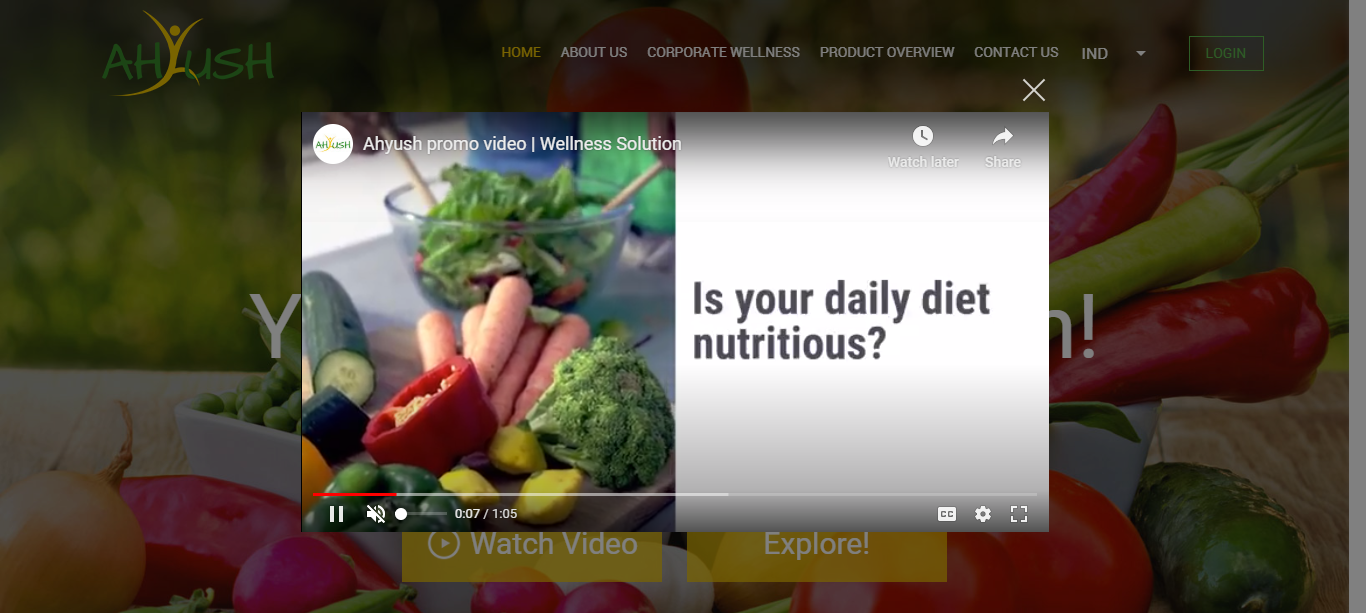 AHYUSH
HOME ABOUT US CORPORATE WELLNESS PRODUCT OVERVIEW CONTACT US IND LOGIN
AHYUSH Ahyush promo video | Wellness Solution
Watch later Share
Is your daily diet
nutritious?
0:07 / 1:05 CC
Watch Video Explore!